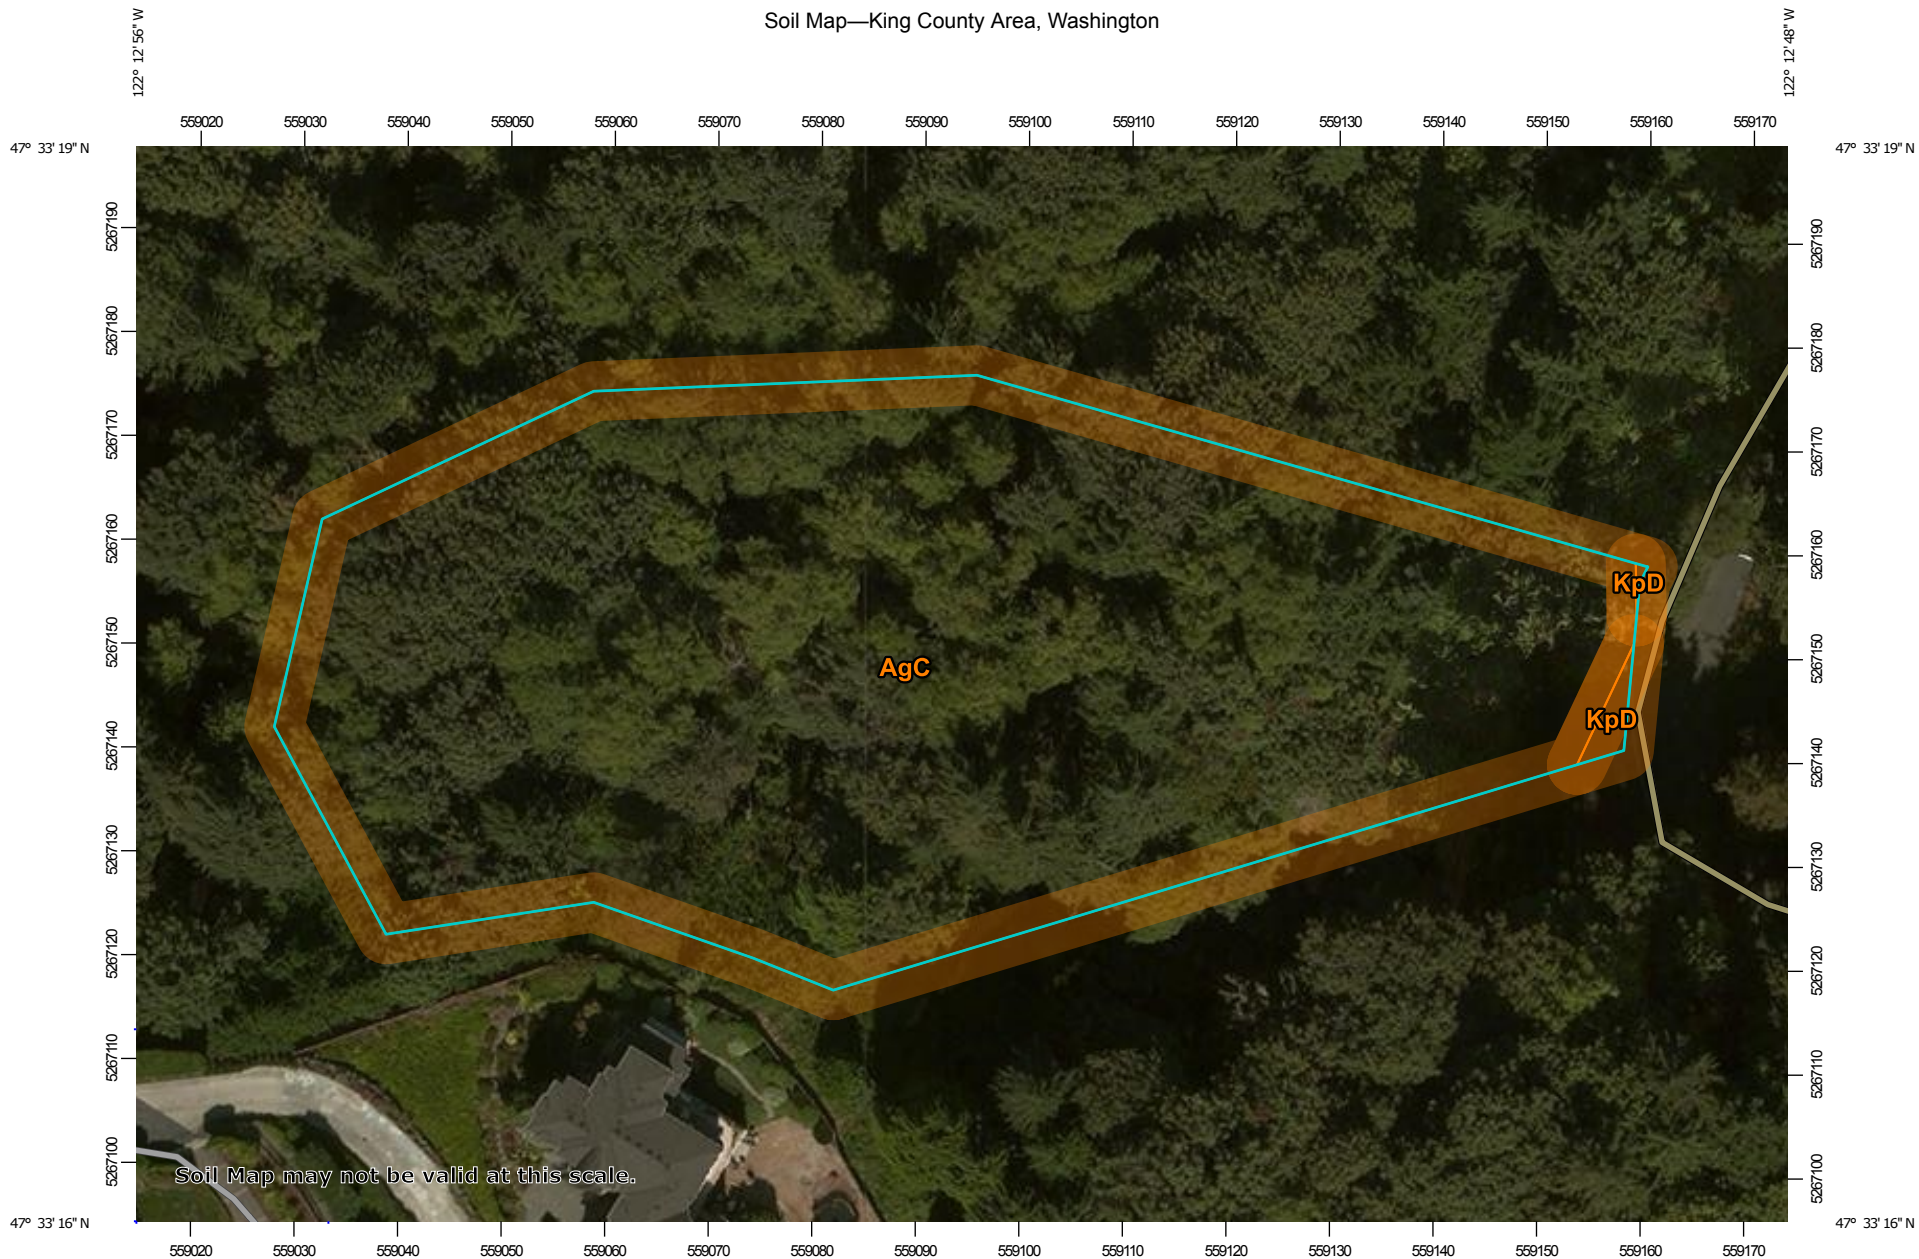 Soil Map—King County Area, Washington
122° 12' 56'' W
122° 12' 48'' W
559020 559030 559040 559050 559060 559070 559080 559090 559100 559110 559120 559130 559140 559150 559160 559170
47° 33' 19'' N
47° 33' 19'' N
5267190
5267190
5267180
5267180
5267170
5267170
5267160
5267160
KpD
5267150
5267150
AgC
KpD
5267140
5267140
5267130
5267130
5267120
5267120
5267110
5267110
5267100
5267100
Soil Map may not be valid at this scale.
47° 33' 16'' N
47° 33' 16'' N
559020 559030 559040 559050 559060 559070 559080 559090 559100 559110 559120 559130 559140 559150 559160 559170